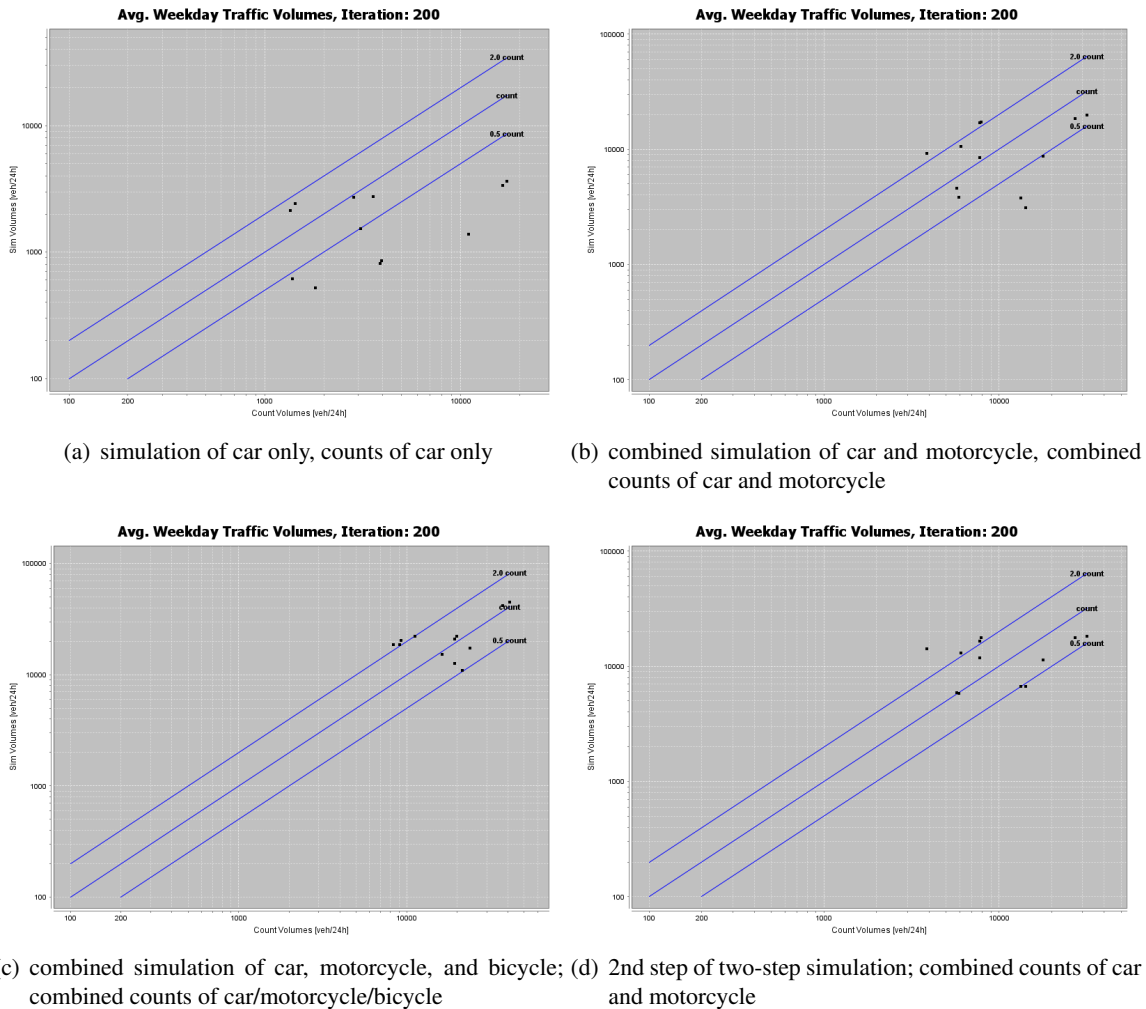 Avg. Weekday Traffic Volumes, Iteration: 200
2.0 count
count
0.5 count
10000
1000
100
Sim Volumes [veh/24h]
100
200
1000
10000
Count Volumes [veh/24h]
(a) simulation of car only, counts of car only
Avg. Weekday Traffic Volumes, Iteration: 200
100000
2.0 count
count
0.5 count
10000
1000
100
Sim Volumes [veh/24h]
100
200
1000
10000
Count Volumes [veh/24h]
(b) combined simulation of car and motorcycle, combined
counts of car and motorcycle
Avg. Weekday Traffic Volumes, Iteration: 200
100000
2.0 count
count
0.5 count
10000
1000
100
Sim Volumes [veh/24h]
100
200
1000
10000
Count Volumes [veh/24h]
c) combined simulation of car, motorcycle, and bicycle;
combined counts of car/motorcycle/bicycle
Avg. Weekday Traffic Volumes, Iteration: 200
100000
2.0 count
count
0.5 count
10000
1000
100
Sim Volumes [veh/24h]
100
200
1000
10000
Count Volumes [veh/24h]
(d) 2nd step of two-step simulation; combined counts of car
and motorcycle